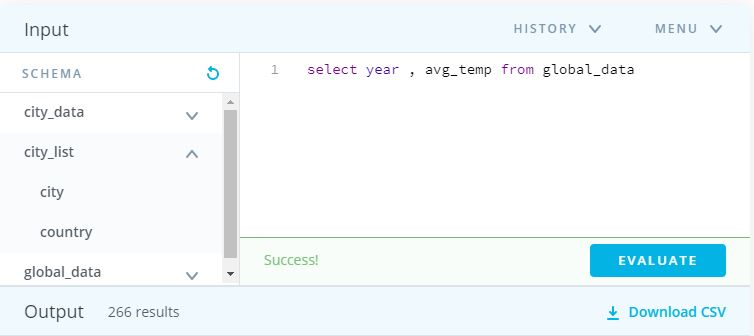 Input
HISTORY
MENU
SCHEMA
1 select year , avg_temp from global_data
city_data
city_list
city
country
global_data
Success!
EVALUATE
Output 266 results
Download CSV